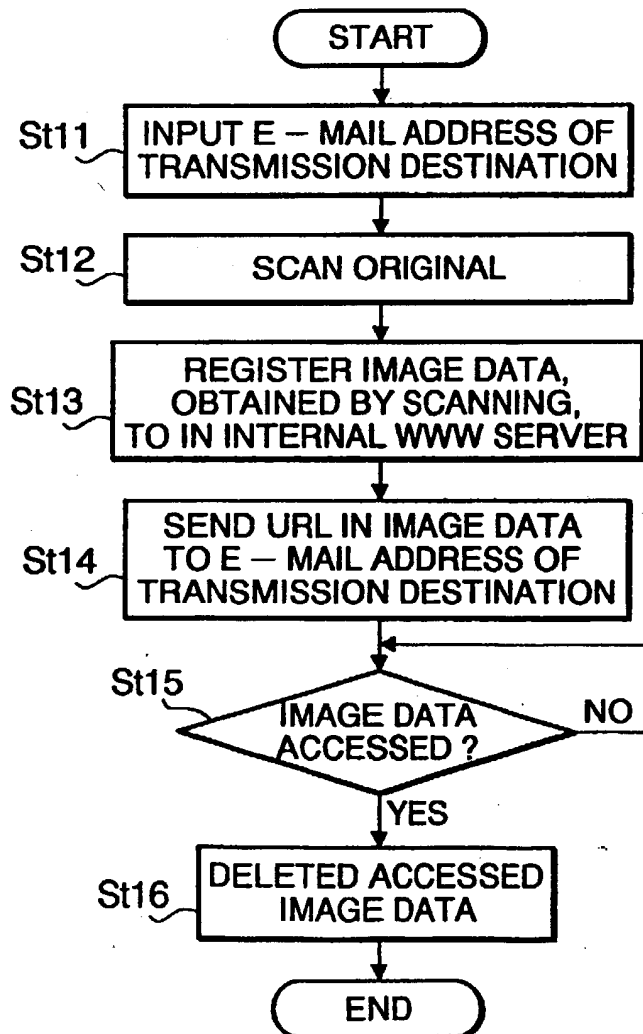 START
St11
INPUT E – MAIL ADDRESS OF
TRANSMISSION DESTINATION
St12
SCAN ORIGINAL
St13
REGISTER IMAGE DATA,
OBTAINED BY SCANNING,
TO IN INTERNAL WWW SERVER
St14
SEND URL IN IMAGE DATA
TO E – MAIL ADDRESS OF
TRANSMISSION DESTINATION
St15
IMAGE DATA
ACCESSED ?
NO
YES
St16
DELETED ACCESSED
IMAGE DATA
END